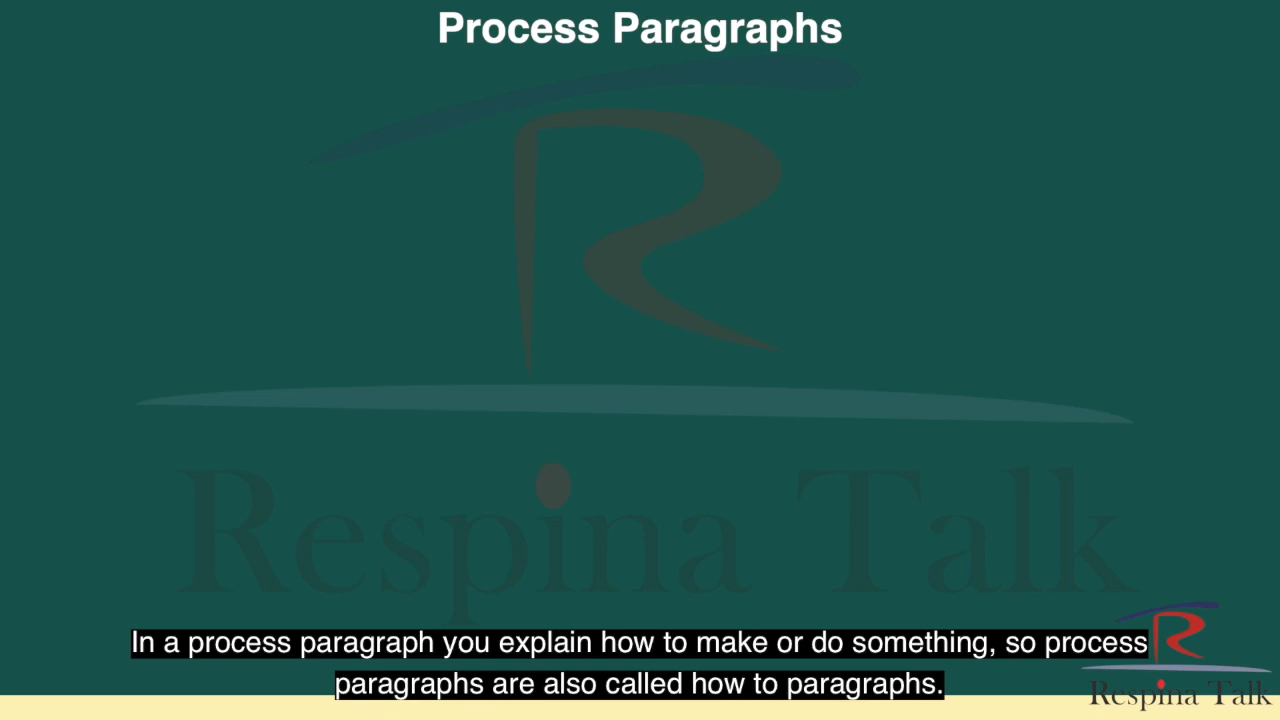 Process Paragraphs
Respina Talk
In a process paragraph you explain how to make or do something, so process
paragraphs are also called how to paragraphs.
Respina Talk